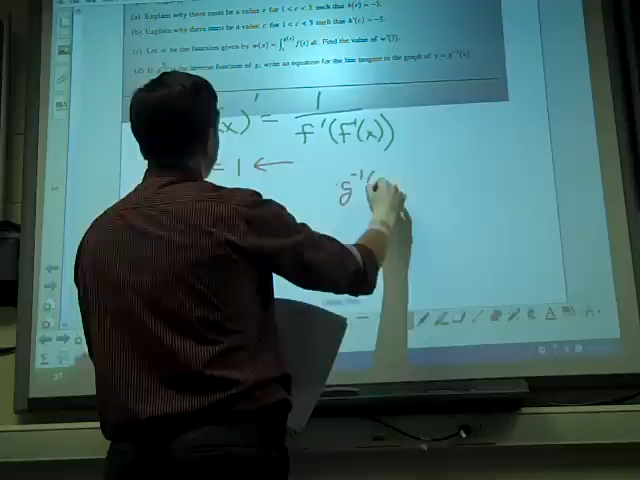 (a) Explain why there must be a value r for 1 < r < 3 such that h(r) = −5.
(b) Explain why there must be a value c for 1 < c < 3 such that h'(c) = −5.
(c) Let w be the function given by w(x) = ∫₁^g(x) f(t) dt. Find the value of w'(3).
is the inverse function of g, write an equation for the line tangent to the graph of y = g⁻¹(x)
(x)' = 1 / f'(f⁻¹(x))
= 1 ←
g⁻¹(